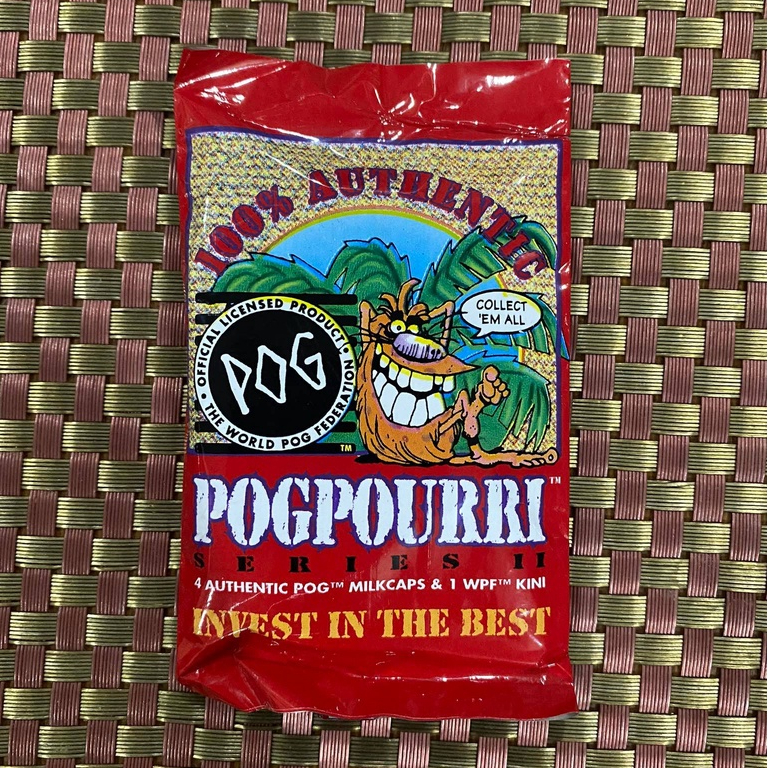 100% AUTHENTIC
COLLECT
'EM ALL
• OFFICIAL LICENSED PRODUCT •
POG
THE WORLD POG FEDERATION
TM
POGPOURRI™
SERIES II
4 AUTHENTIC POG™ MILKCAPS & 1 WPF™ KINI
INVEST IN THE BEST